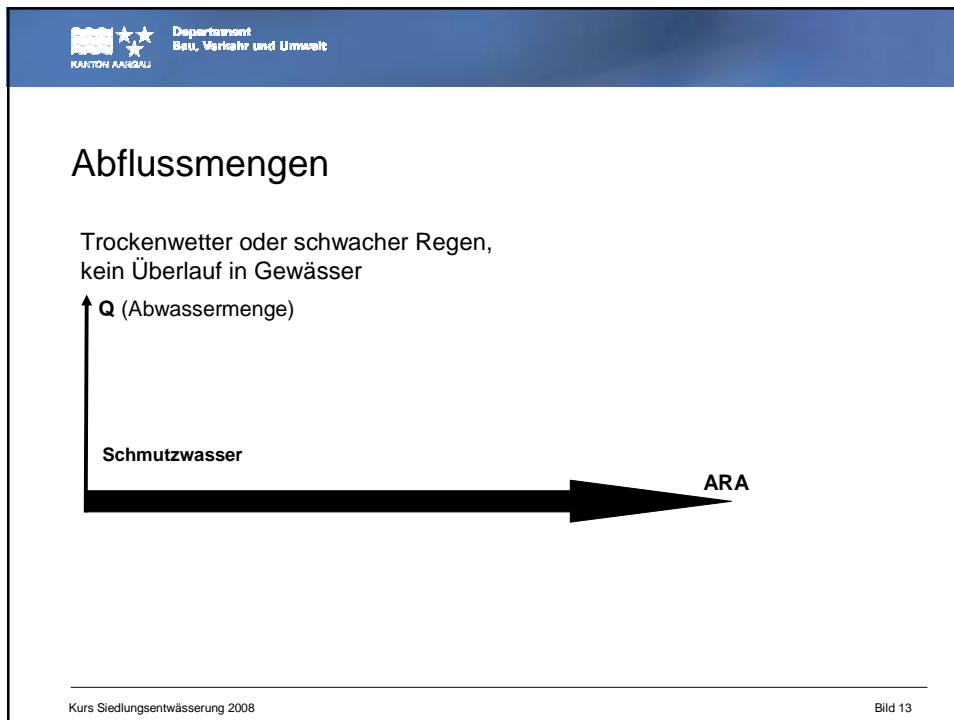 Departement
Bau, Verkehr und Umwelt
KANTON AARGAU
Abflussmengen
Trockenwetter oder schwacher Regen,
kein Überlauf in Gewässer
Q (Abwassermenge)
Schmutzwasser
ARA
Kurs Siedlungsentwässerung 2008
Bild 13